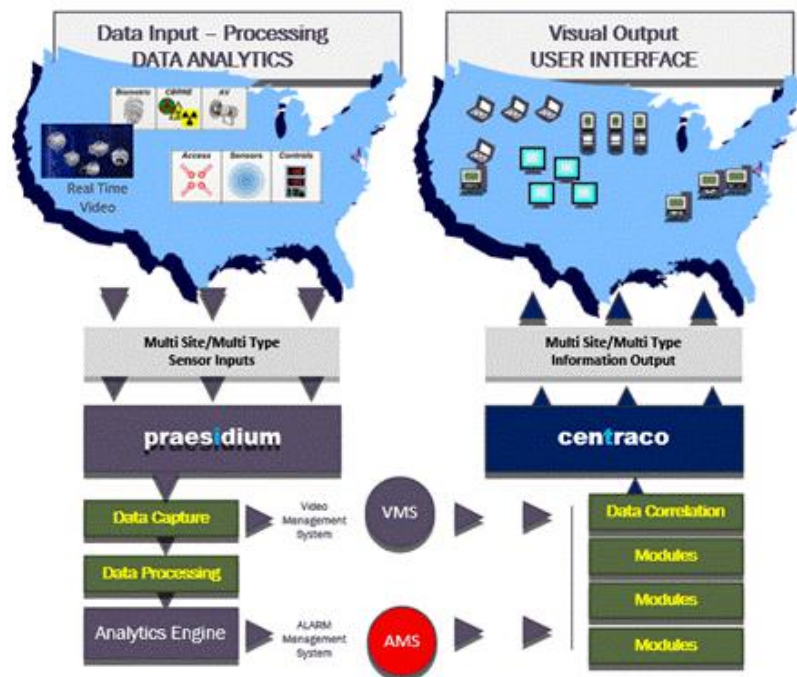 Data Input – Processing
DATA ANALYTICS
Visual Output
USER INTERFACE
Biometric
CBRNE
AV
Real Time
Video
Access
Sensors
Controls
Multi Site/Multi Type
Sensor Inputs
Multi Site/Multi Type
Information Output
praesidium
centraco
Data Capture
Video
Management
System
VMS
Data Correlation
Data Processing
Modules
Modules
Analytics Engine
ALARM
Management
System
AMS
Modules